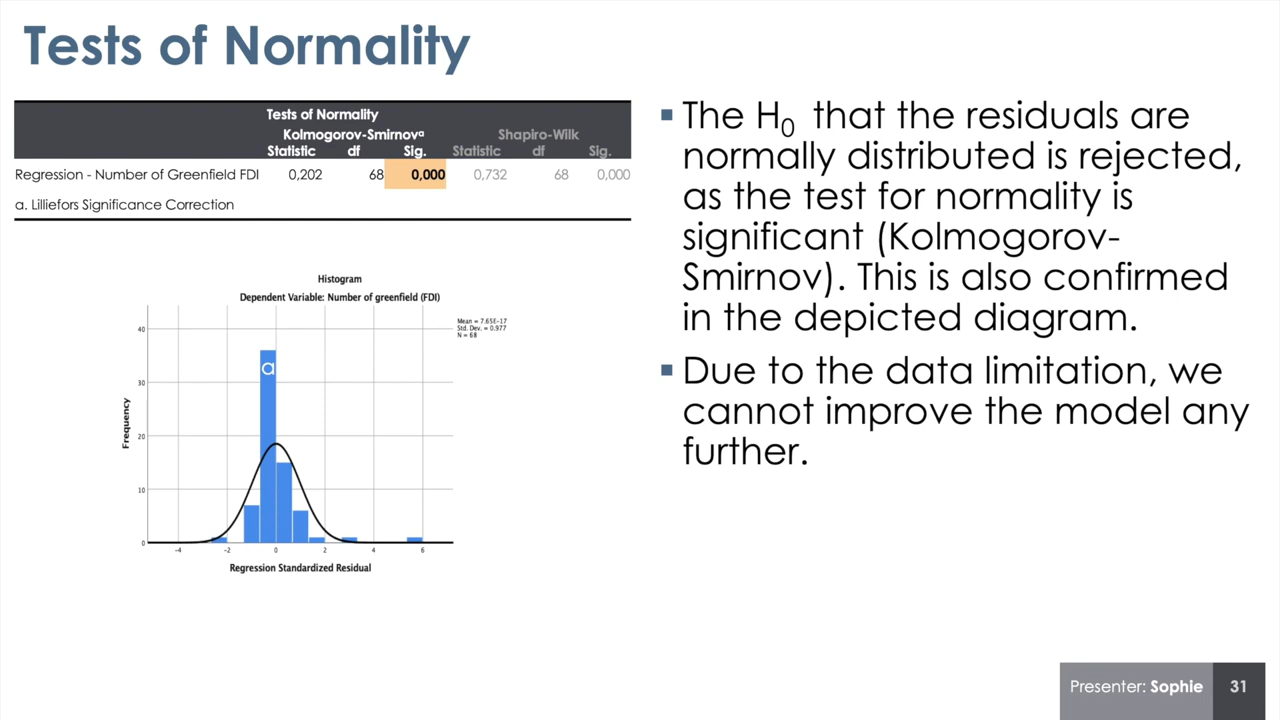 Tests of Normality
Tests of Normality
Kolmogorov-Smirnovᵃ Shapiro-Wilk
Statistic df Sig. Statistic df Sig.
Regression - Number of Greenfield FDI 0,202 68 0,000 0,732 68 0,000
a. Lilliefors Significance Correction
Histogram
Dependent Variable: Number of greenfield (FDI)
Mean = 7.65E-17
Std. Dev. = 0.977
N = 68
40
30
20
10
0
a
Frequency
-4 -2 0 2 4 6
Regression Standardized Residual
▪ The H₀ that the residuals are
normally distributed is rejected,
as the test for normality is
significant (Kolmogorov-
Smirnov). This is also confirmed
in the depicted diagram.
▪ Due to the data limitation, we
cannot improve the model any
further.
Presenter: Sophie 31